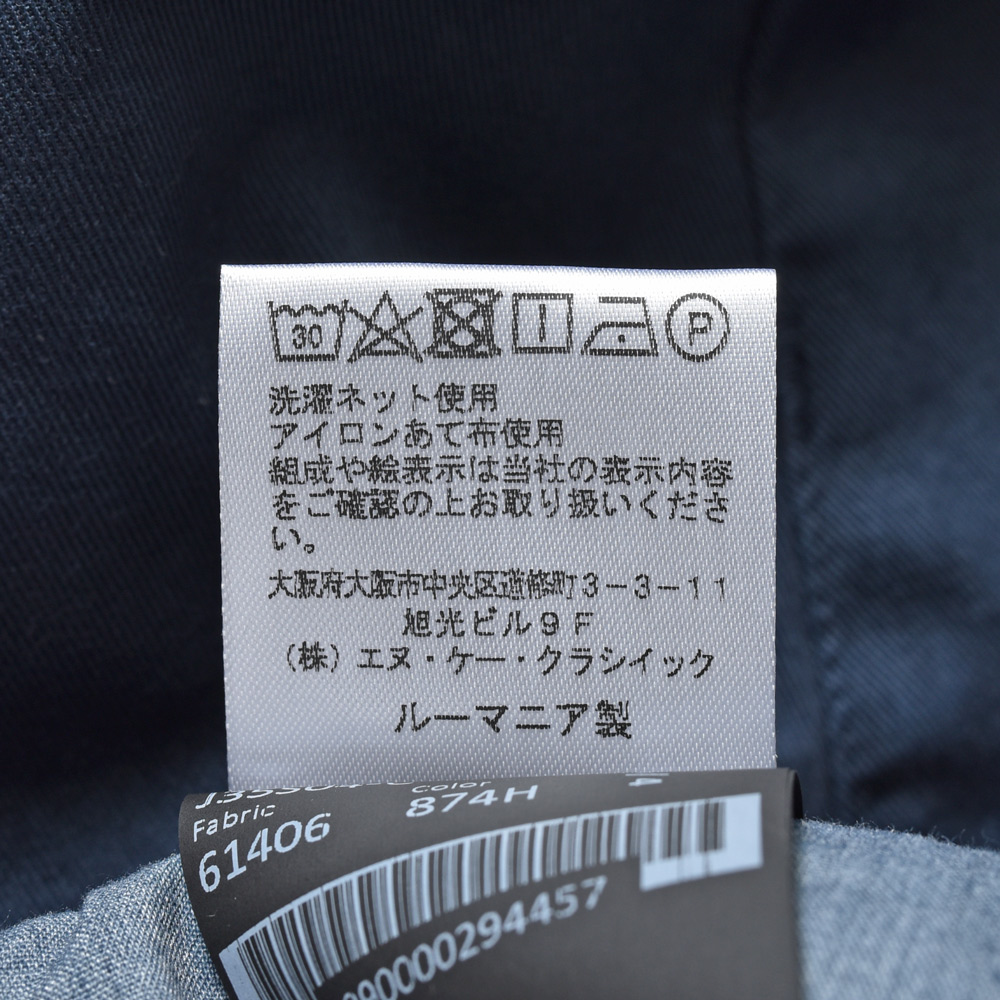 30
P
洗濯ネット使用
アイロンあて布使用
組成や絵表示は当社の表示内容
をご確認の上お取り扱いくださ
い。
大阪府大阪市中央区道修町3-3-11
旭光ビル9F
(株)エヌ・ケー・クラシイック
ルーマニア製
Color
Fabric
874H
61406
0000294457